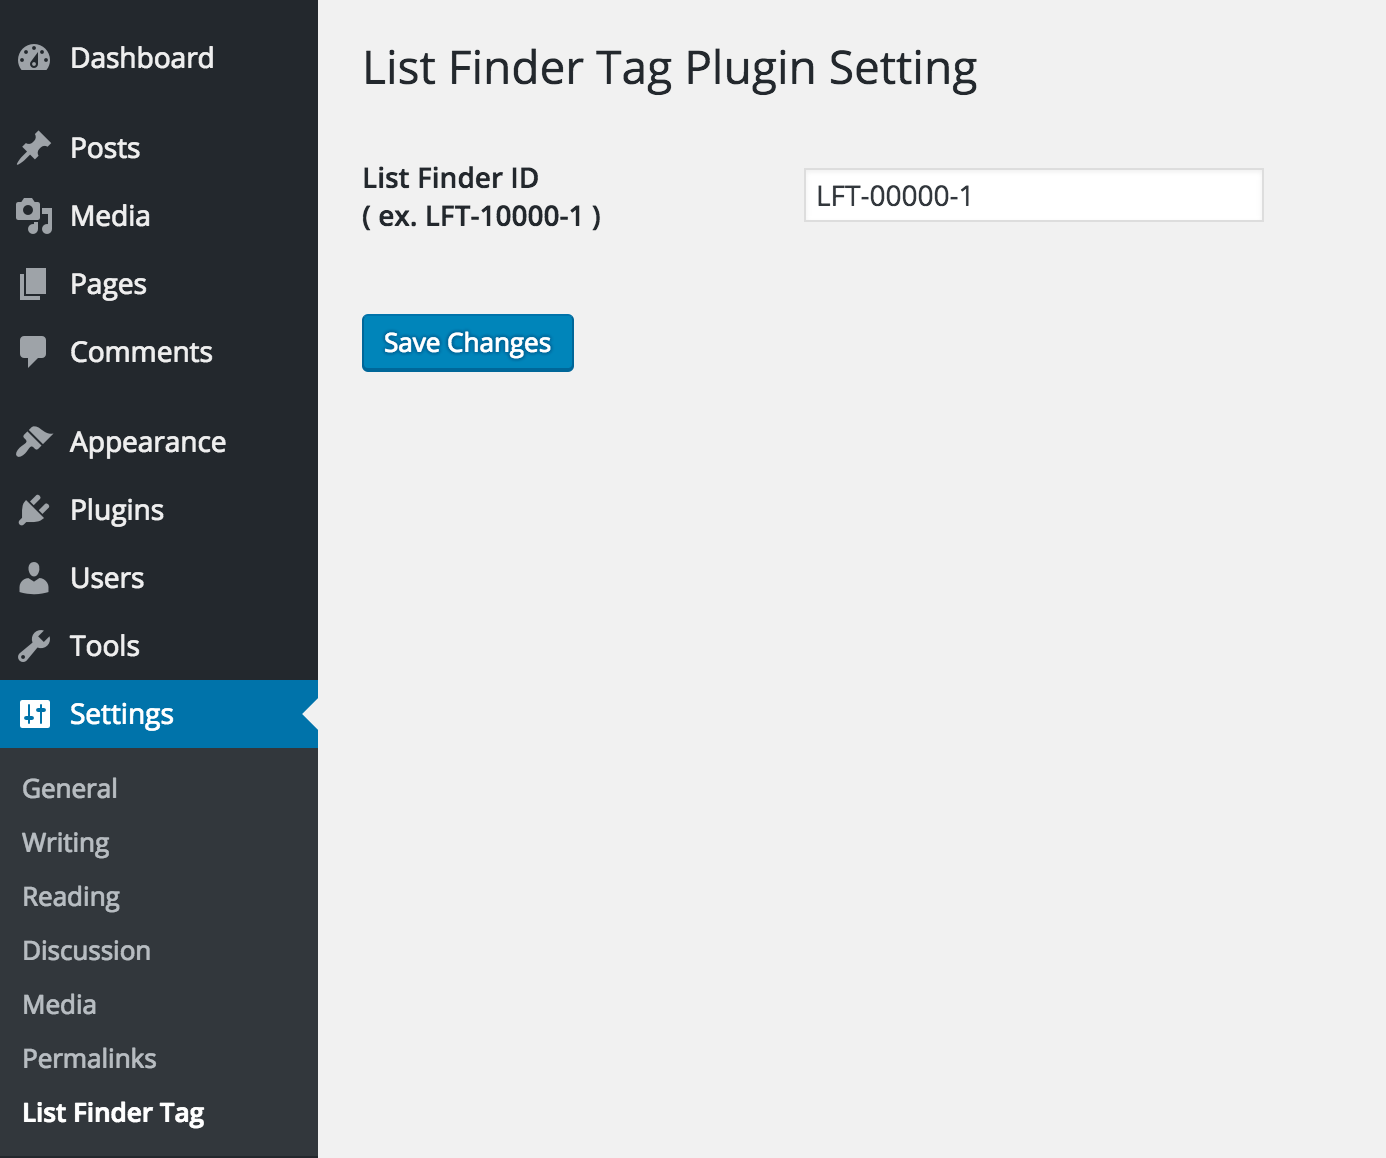 Dashboard
Posts
Media
Pages
Comments
Appearance
Plugins
Users
Tools
Settings
General
Writing
Reading
Discussion
Media
Permalinks
List Finder Tag
List Finder Tag Plugin Setting
List Finder ID
( ex. LFT-10000-1 )
LFT-00000-1
Save Changes